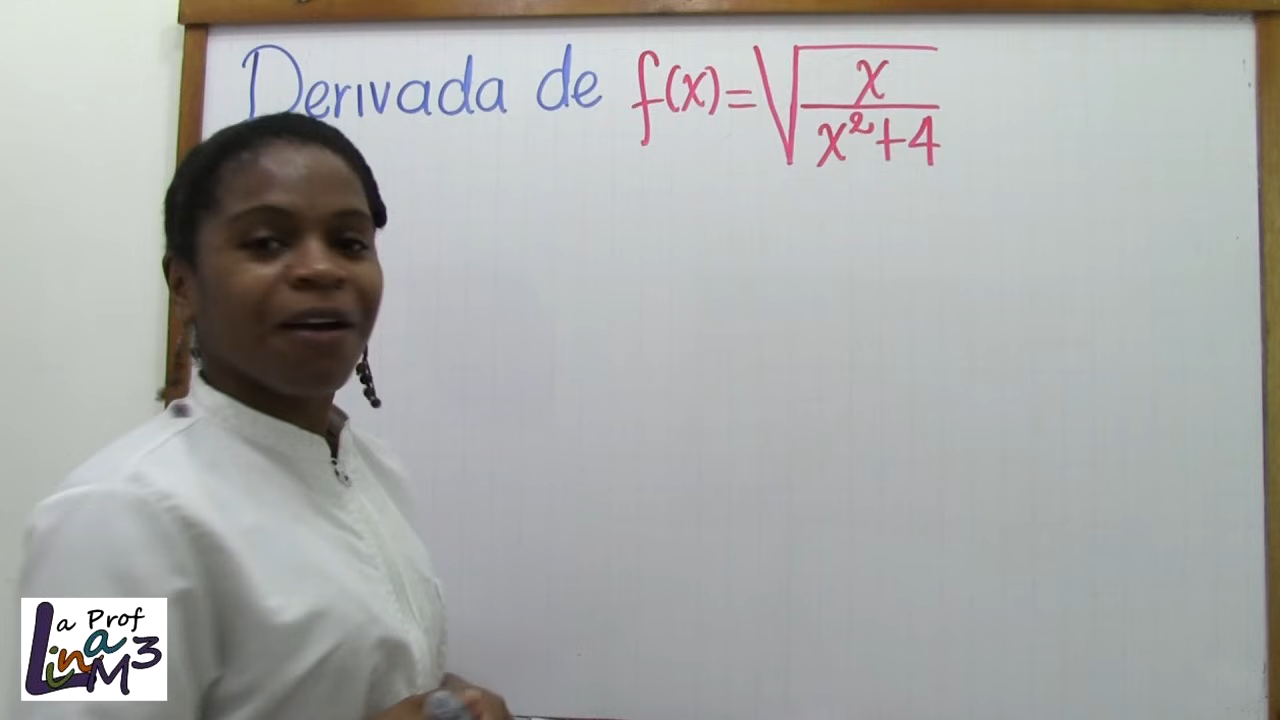 Derivada de f(x)=√(x/(x²+4))
La Prof
Lina M3